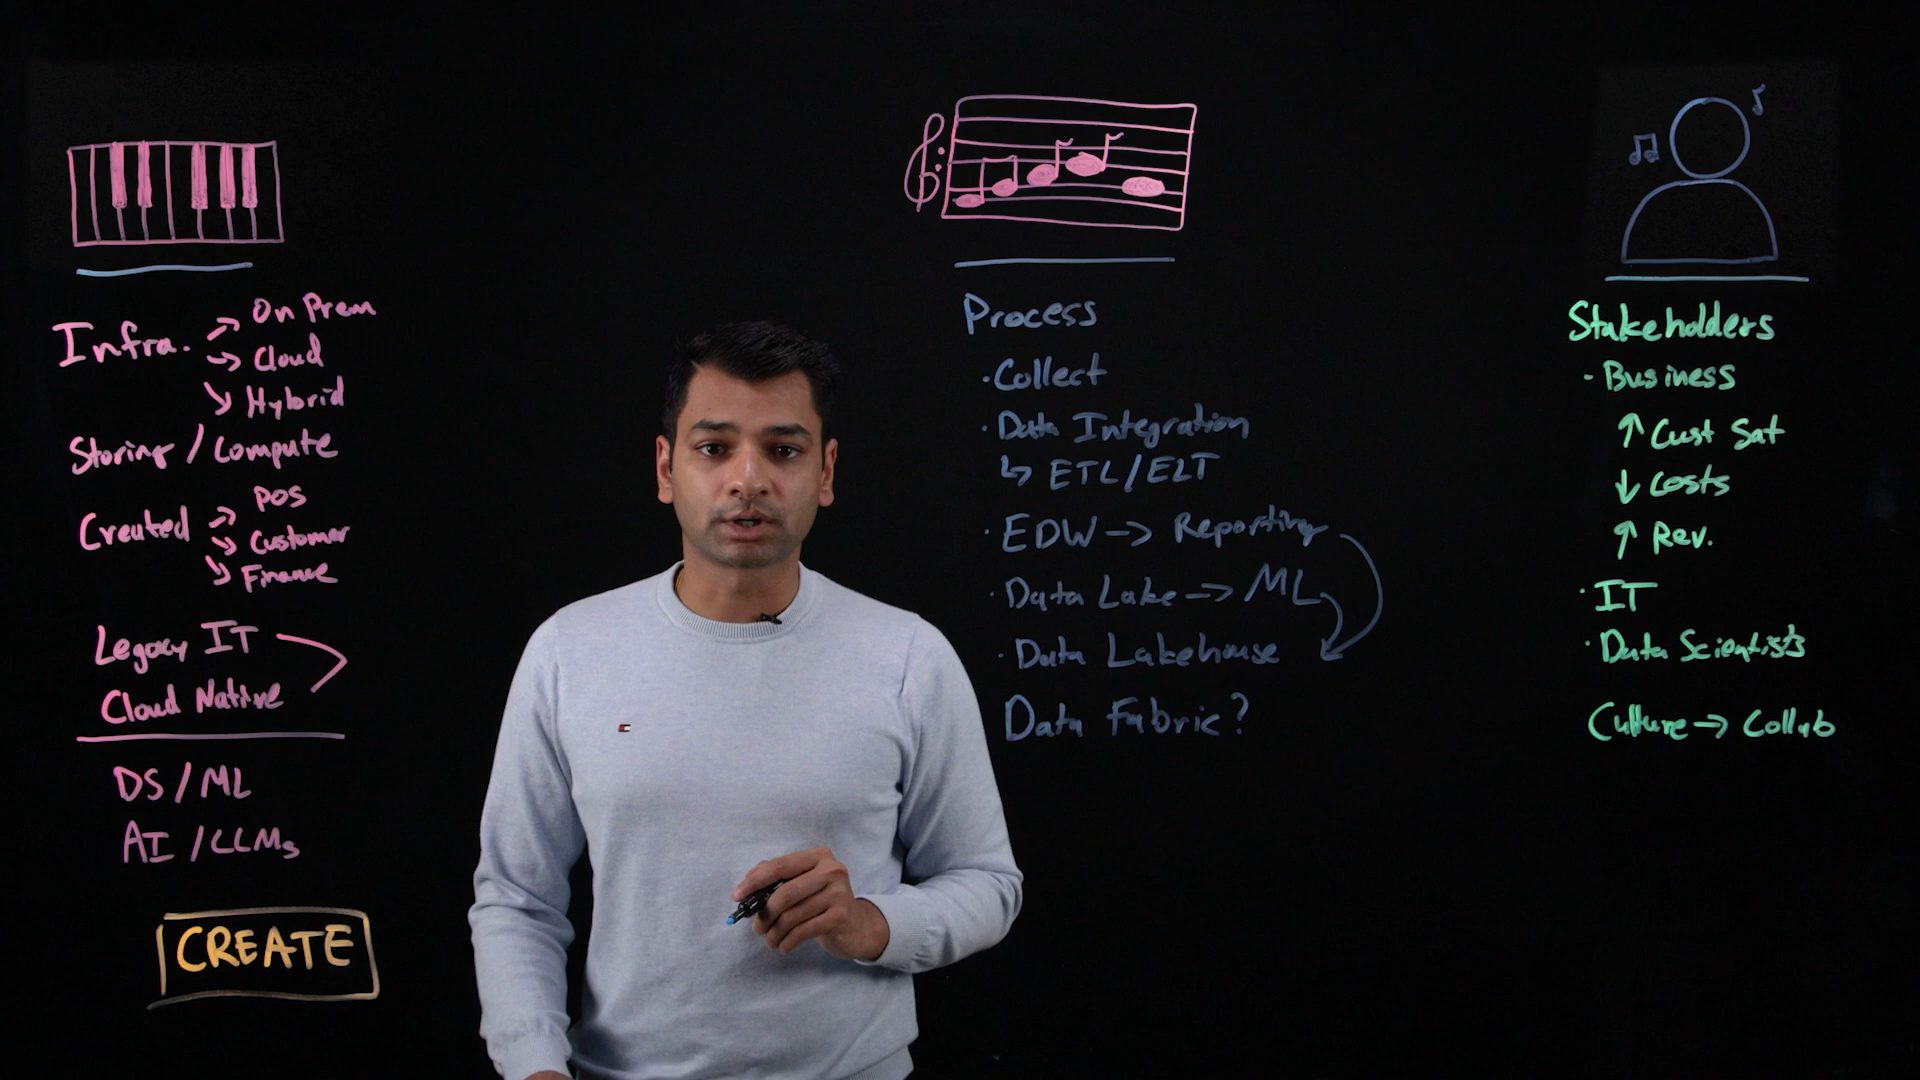 Infra.
On Prem
Cloud
Hybrid
Storing / Compute
Created
POS
Customer
Finance
Legacy IT
Cloud Native
DS / ML
AI / LLMs
CREATE
Process
· Collect
· Data Integration
↳ ETL/ELT
· EDW → Reporting
· Data Lake → ML
· Data Lakehouse
Data Fabric?
Stakeholders
· Business
↑ Cust Sat
↓ Costs
↑ Rev.
· IT
· Data Scientists
Culture → Collab